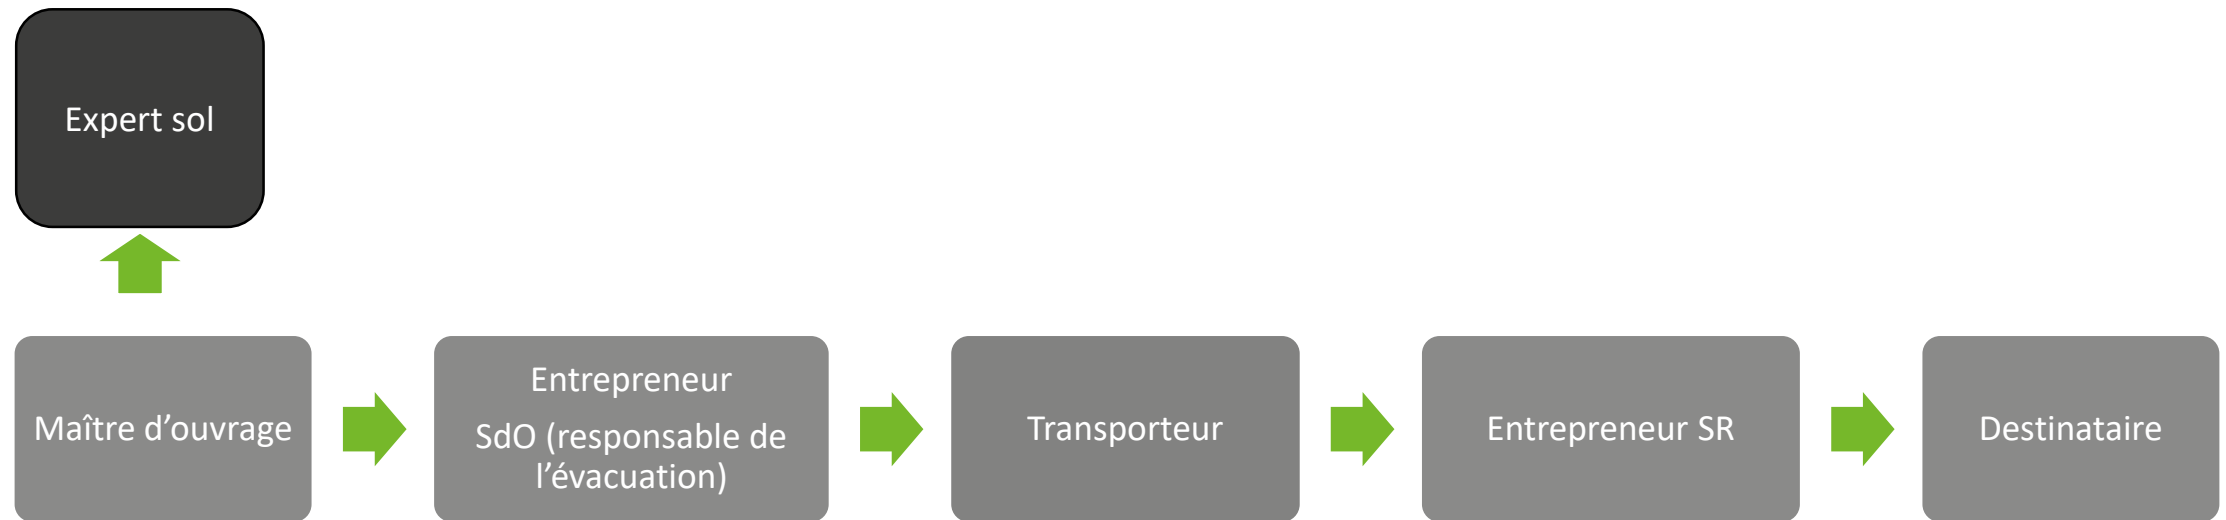 Expert sol
Maître d’ouvrage
Entrepreneur
SdO (responsable de
l’évacuation)
Transporteur
Entrepreneur SR
Destinataire